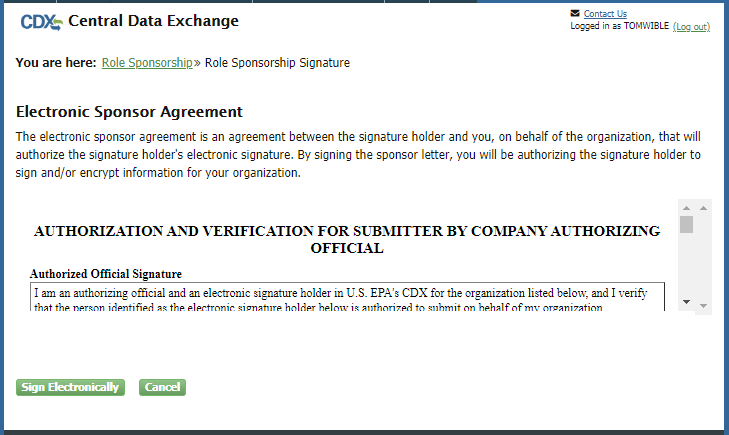 CDX Central Data Exchange
Contact Us
Logged in as TOMWIBLE (Log out)
You are here: Role Sponsorship» Role Sponsorship Signature
Electronic Sponsor Agreement
The electronic sponsor agreement is an agreement between the signature holder and you, on behalf of the organization, that will
authorize the signature holder's electronic signature. By signing the sponsor letter, you will be authorizing the signature holder to
sign and/or encrypt information for your organization.
AUTHORIZATION AND VERIFICATION FOR SUBMITTER BY COMPANY AUTHORIZING
OFFICIAL
Authorized Official Signature
I am an authorizing official and an electronic signature holder in U.S. EPA's CDX for the organization listed below, and I verify
that the person identified as the electronic signature holder below is authorized to submit on behalf of my organization
Sign Electronically Cancel